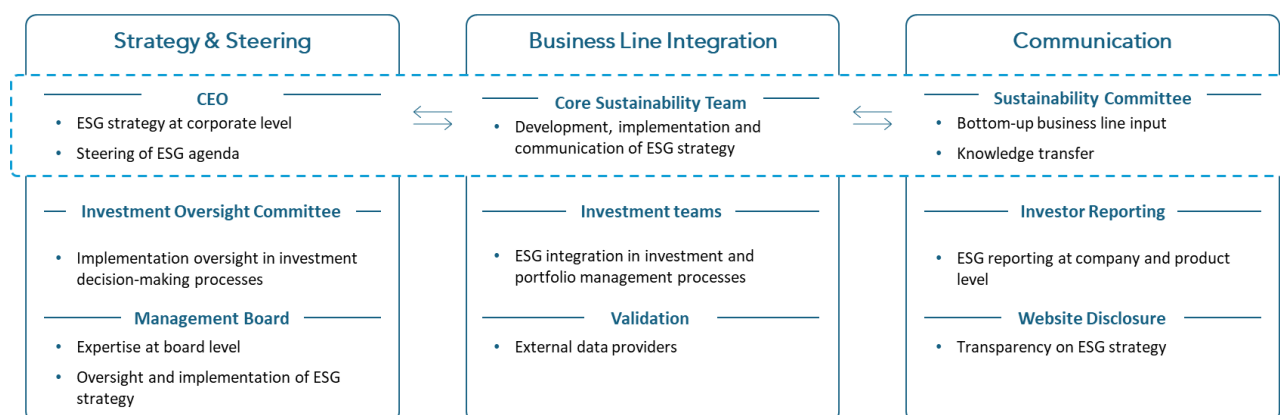 Strategy & Steering
CEO
• ESG strategy at corporate level
• Steering of ESG agenda
Investment Oversight Committee
• Implementation oversight in investment
decision-making processes
Management Board
• Expertise at board level
• Oversight and implementation of ESG
strategy
Business Line Integration
Core Sustainability Team
• Development, implementation and
communication of ESG strategy
Investment teams
• ESG integration in investment and
portfolio management processes
Validation
• External data providers
Communication
Sustainability Committee
• Bottom-up business line input
• Knowledge transfer
Investor Reporting
• ESG reporting at company and product
level
Website Disclosure
• Transparency on ESG strategy